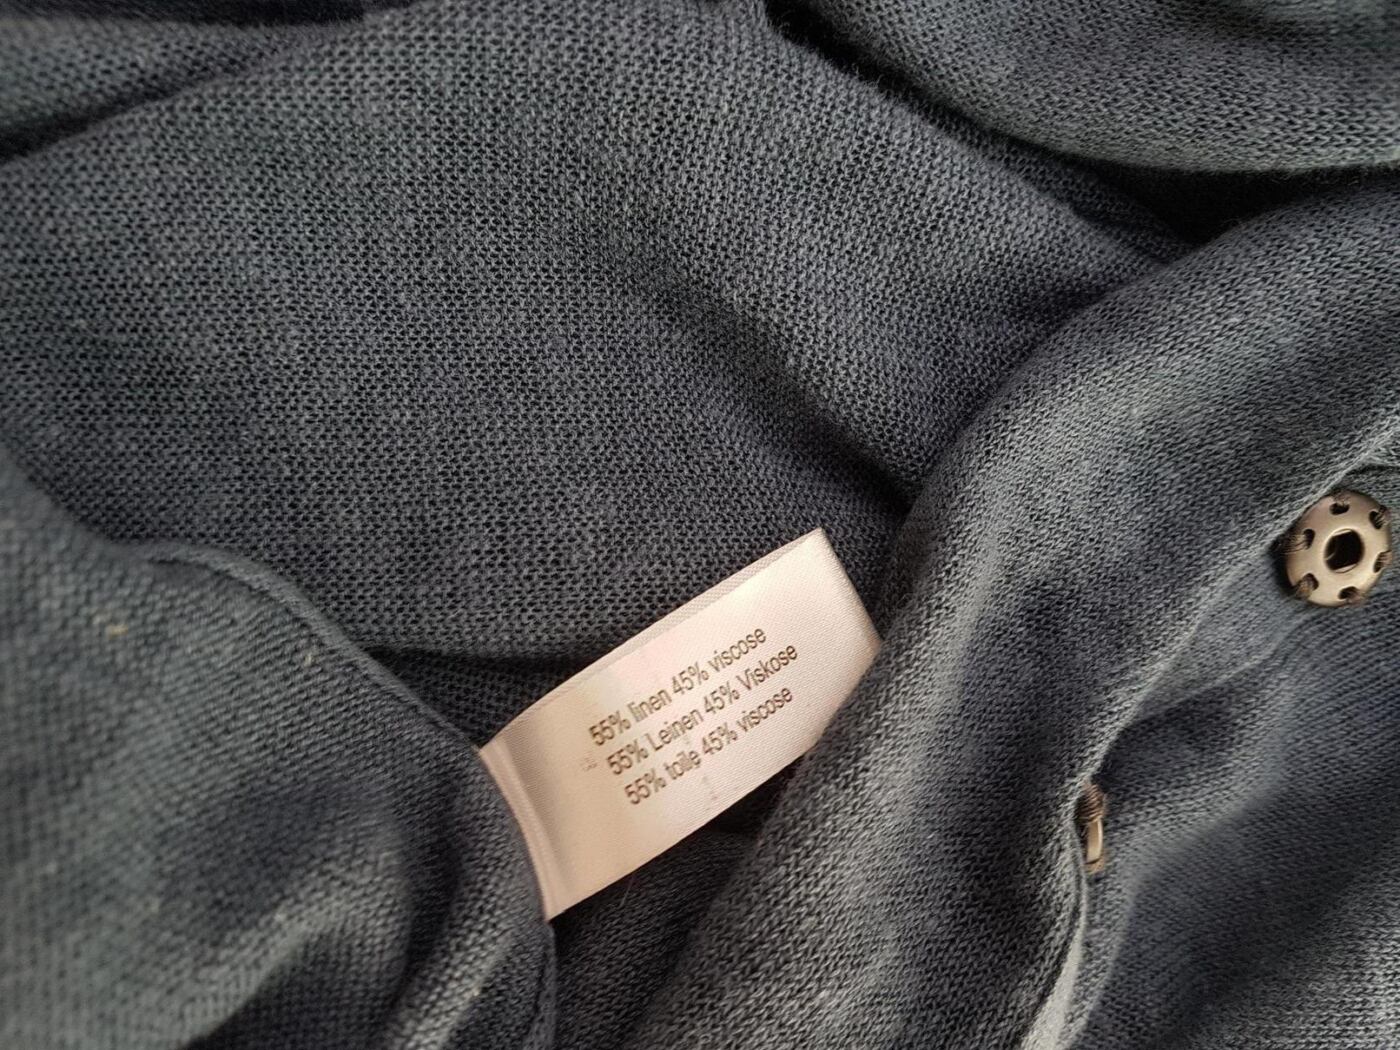 55% linen 45% viscose
55% Leinen 45% Viskose
55% toile 45% viscose